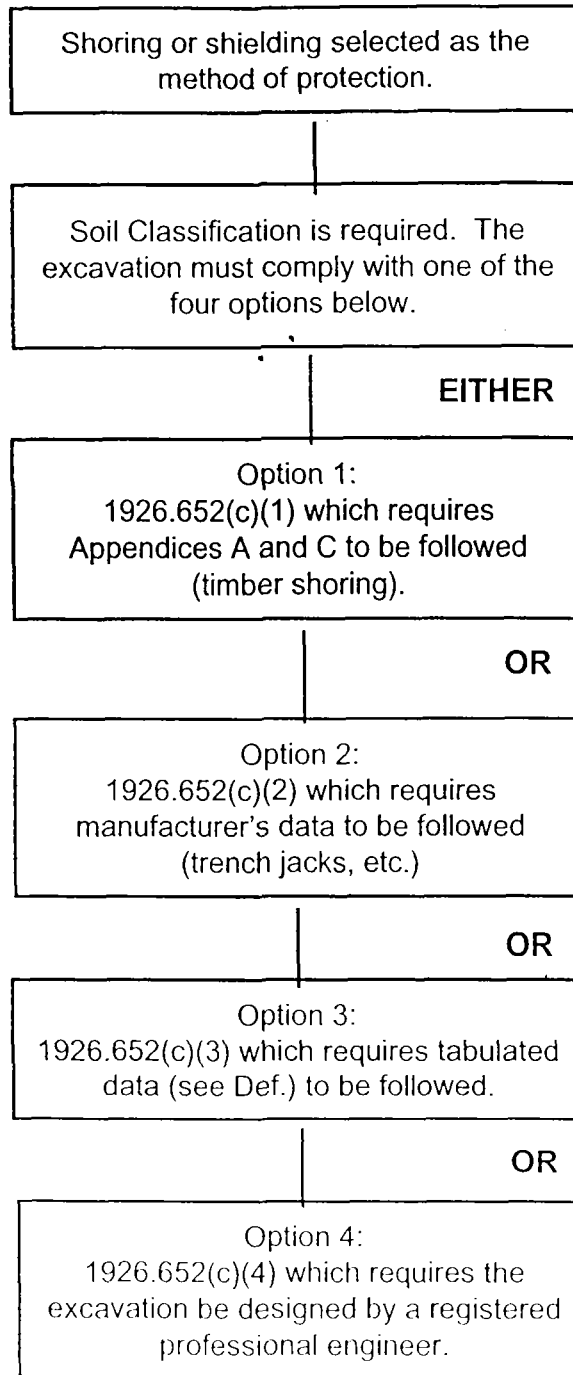 Shoring or shielding selected as the
method of protection.
Soil Classification is required. The
excavation must comply with one of the
four options below.
EITHER
Option 1:
1926.652(c)(1) which requires
Appendices A and C to be followed
(timber shoring).
OR
Option 2:
1926.652(c)(2) which requires
manufacturer's data to be followed
(trench jacks, etc.)
OR
Option 3:
1926.652(c)(3) which requires tabulated
data (see Def.) to be followed.
OR
Option 4:
1926.652(c)(4) which requires the
excavation be designed by a registered
professional engineer.